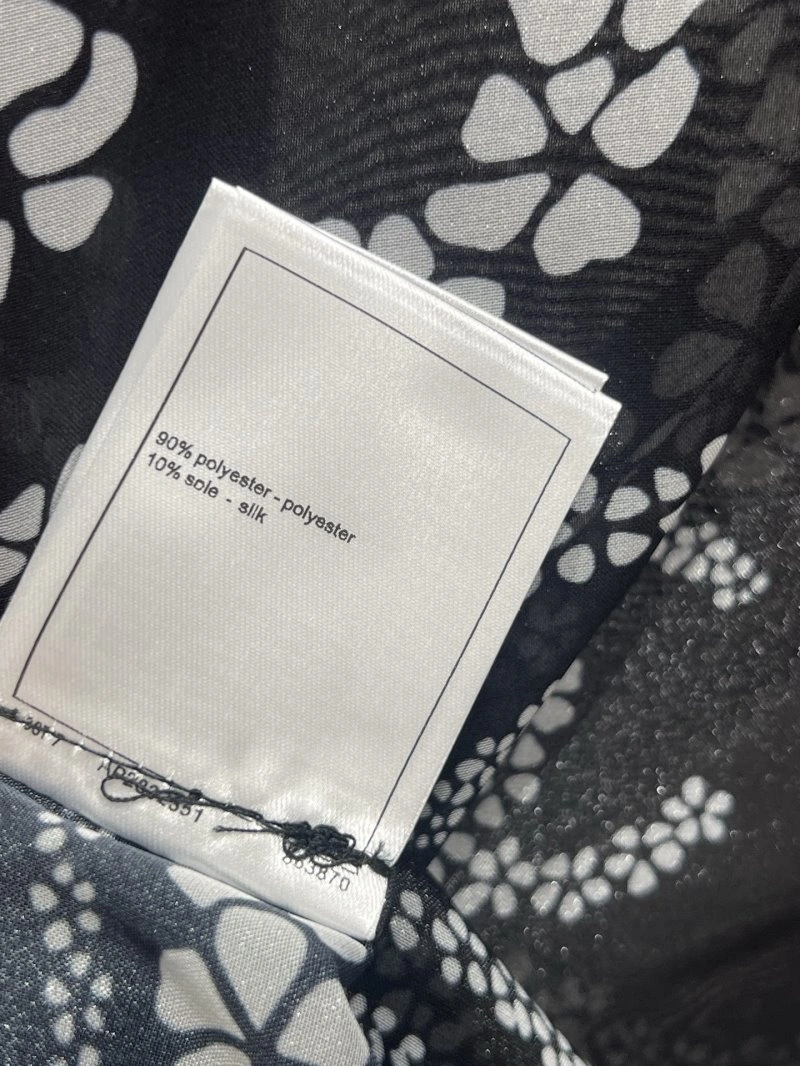 90% polyester - polyester
10% soie - silk
863870